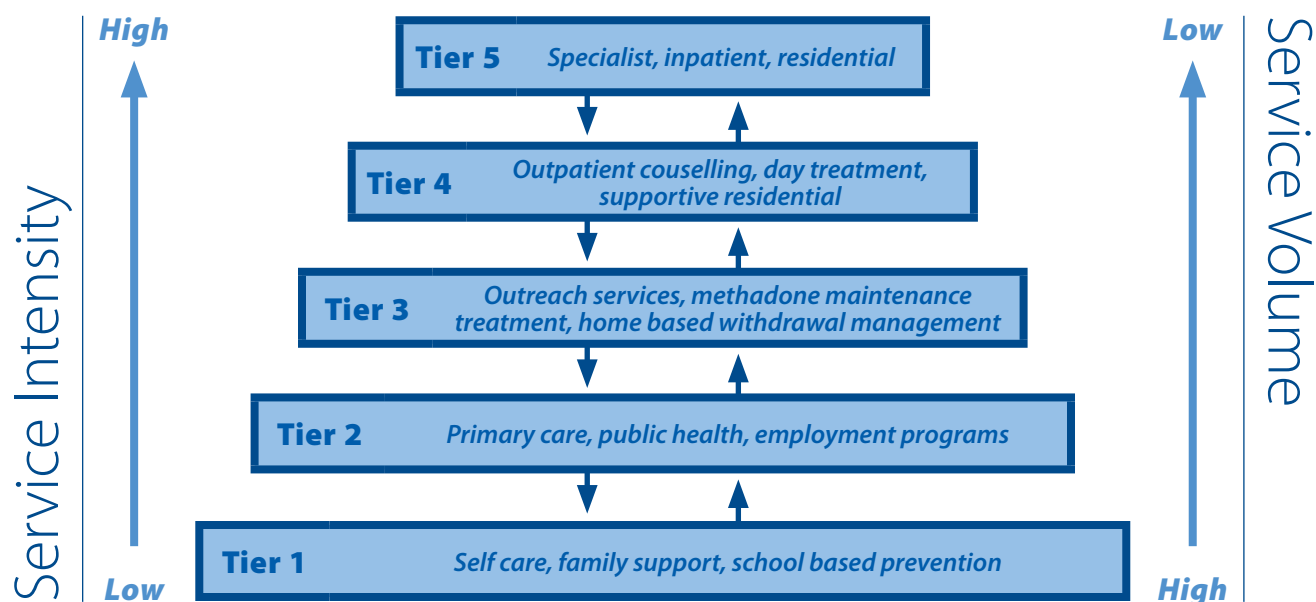 Service Intensity
High
Low
Tier 5
Specialist, inpatient, residential
Tier 4
Outpatient couselling, day treatment,
supportive residential
Tier 3
Outreach services, methadone maintenance
treatment, home based withdrawal management
Tier 2
Primary care, public health, employment programs
Tier 1
Self care, family support, school based prevention
Low
High
Service Volume